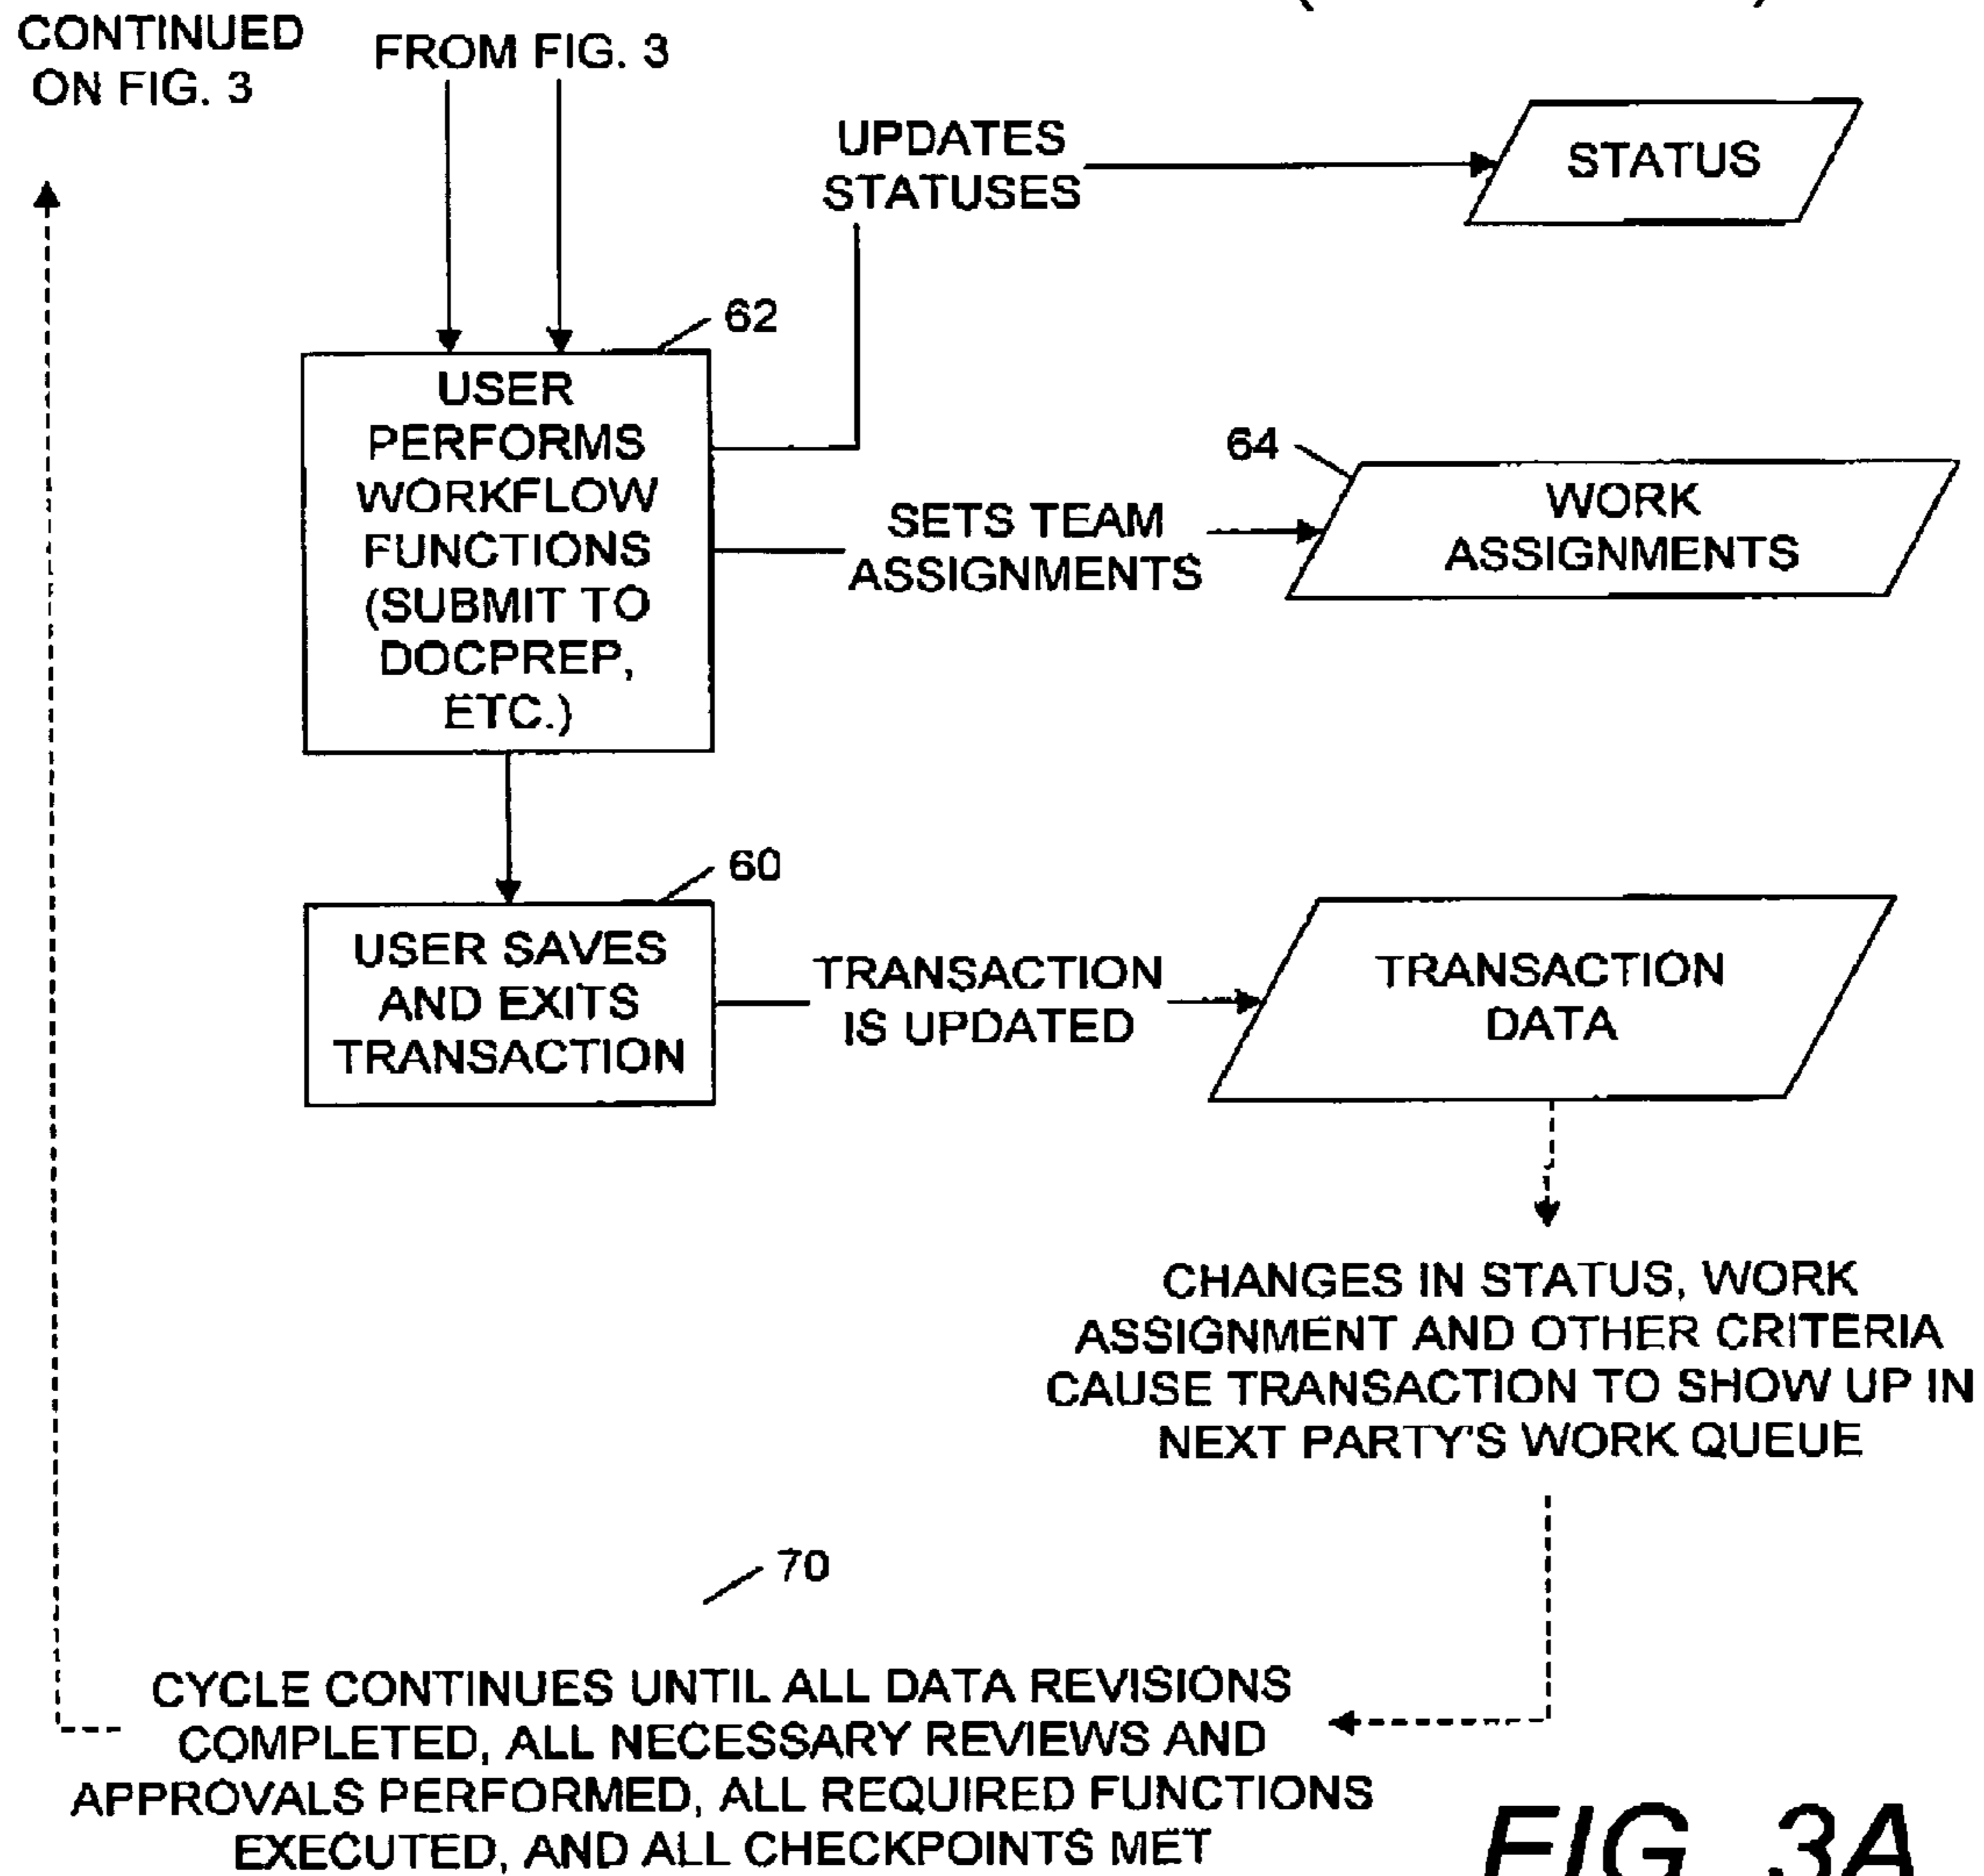 CONTINUED
ON FIG. 3
FROM FIG. 3
UPDATES
STATUSES
STATUS
62
USER
PERFORMS
WORKFLOW
FUNCTIONS
(SUBMIT TO
DOCPREP,
ETC.)
SETS TEAM
ASSIGNMENTS
64
WORK
ASSIGNMENTS
60
USER SAVES
AND EXITS
TRANSACTION
TRANSACTION
IS UPDATED
TRANSACTION
DATA
CHANGES IN STATUS, WORK
ASSIGNMENT AND OTHER CRITERIA
CAUSE TRANSACTION TO SHOW UP IN
NEXT PARTY'S WORK QUEUE
70
CYCLE CONTINUES UNTIL ALL DATA REVISIONS
COMPLETED, ALL NECESSARY REVIEWS AND
APPROVALS PERFORMED, ALL REQUIRED FUNCTIONS
EXECUTED, AND ALL CHECKPOINTS MET
FIG. 3A